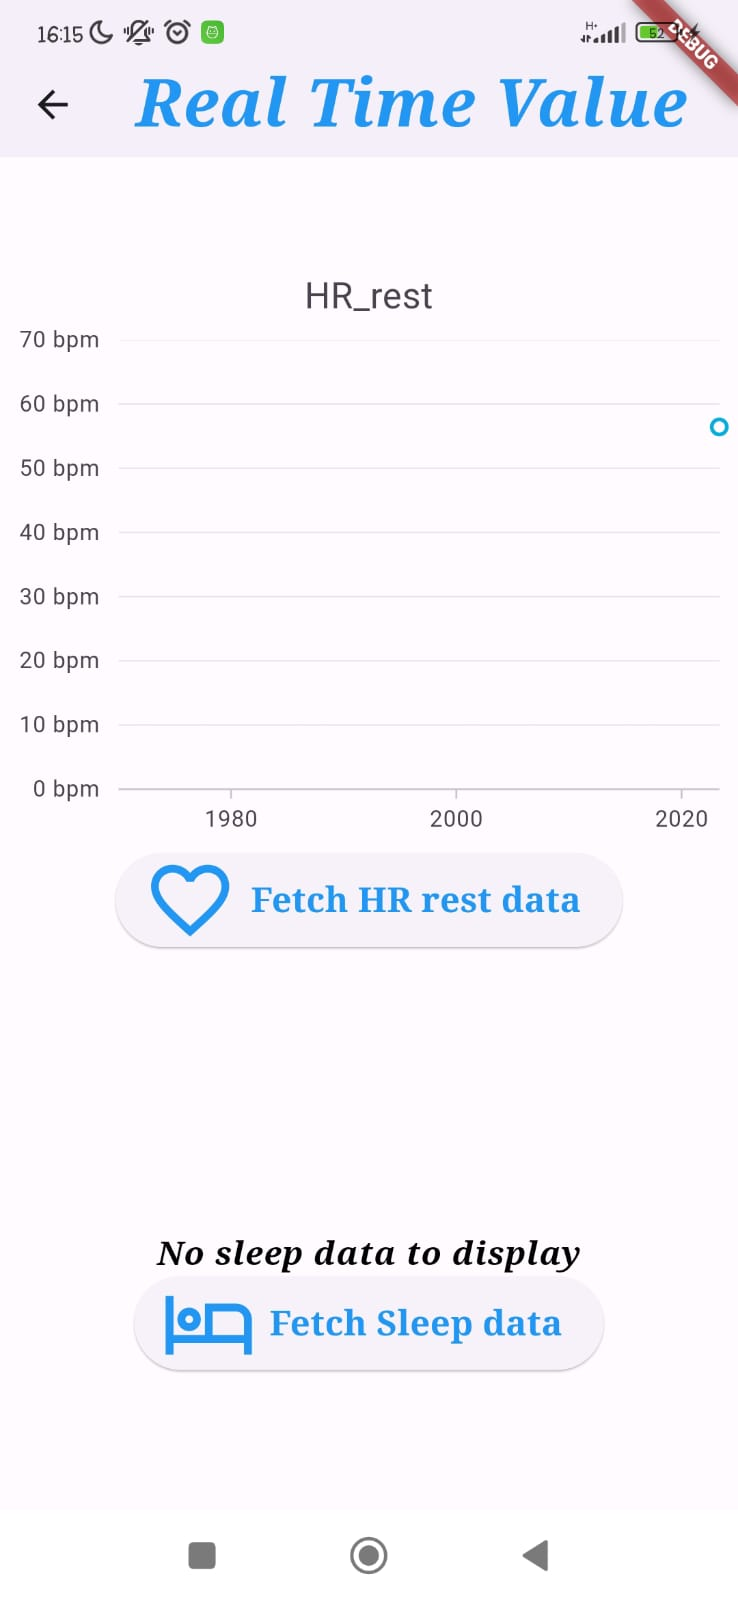 16:15
H+
52
DEBUG
Real Time Value
HR_rest
70 bpm
60 bpm
50 bpm
40 bpm
30 bpm
20 bpm
10 bpm
0 bpm
1980 2000 2020
Fetch HR rest data
No sleep data to display
Fetch Sleep data